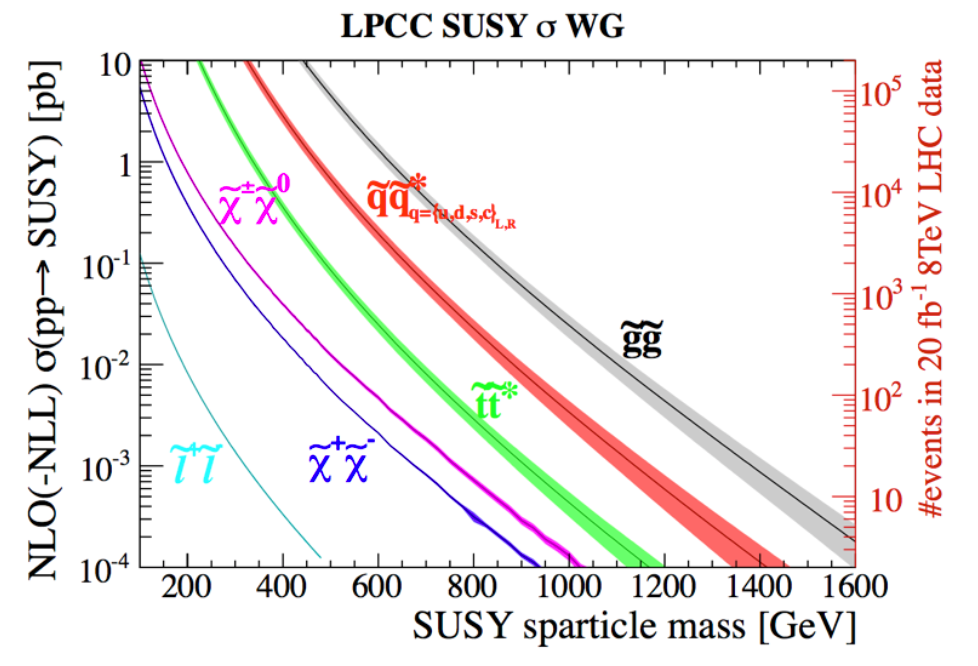 LPCC SUSY σ WG
NLO(-NLL) σ(pp→ SUSY) [pb]
10
1
10⁻¹
10⁻²
10⁻³
10⁻⁴
χ̃±χ̃⁰
q̃q̃* q={u,d,s,c}L,R
g̃g̃
t̃t̃*
l̃⁺l̃⁻
χ̃⁺χ̃⁻
10⁵
10⁴
10³
10²
10
#events in 20 fb⁻¹ 8TeV LHC data
200 400 600 800 1000 1200 1400 1600
SUSY sparticle mass [GeV]